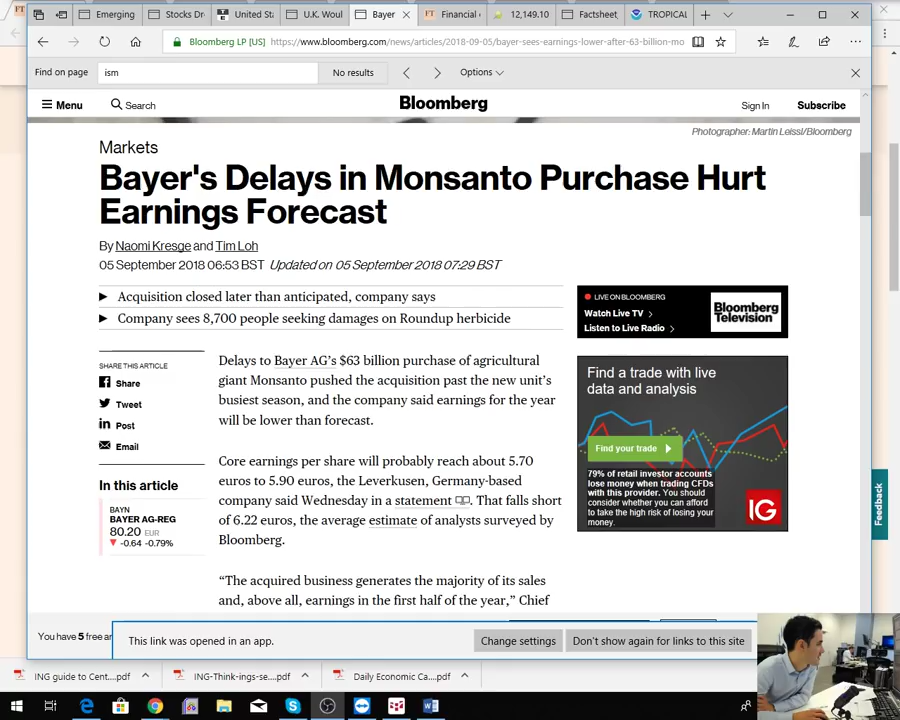 Emerging
Stocks Dr
United Sta
U.K. Woul
Bayer
Financial
12,149.10
Factsheet
TROPICAL
Bloomberg LP [US]
https://www.bloomberg.com/news/articles/2018-09-05/bayer-sees-earnings-lower-after-63-billion-mo
Find on page
ism
No results
Options
Menu
Search
Bloomberg
Sign In
Subscribe
Photographer: Martin Leissl/Bloomberg
Markets
Bayer's Delays in Monsanto Purchase Hurt
Earnings Forecast
By Naomi Kresge and Tim Loh
05 September 2018 06:53 BST Updated on 05 September 2018 07:29 BST
Acquisition closed later than anticipated, company says
Company sees 8,700 people seeking damages on Roundup herbicide
LIVE ON BLOOMBERG
Watch Live TV
Listen to Live Radio
Bloomberg
Television
SHARE THIS ARTICLE
Share
Tweet
Post
Email
Delays to Bayer AG's $63 billion purchase of agricultural
giant Monsanto pushed the acquisition past the new unit's
busiest season, and the company said earnings for the year
will be lower than forecast.
Find a trade with live
data and analysis
Find your trade
79% of retail investor accounts
lose money when trading CFDs
with this provider. You should
consider whether you can afford
to take the high risk of losing your
money.
IG
In this article
BAYN
BAYER AG-REG
80.20 EUR
-0.64 -0.79%
Core earnings per share will probably reach about 5.70
euros to 5.90 euros, the Leverkusen, Germany-based
company said Wednesday in a statement. That falls short
of 6.22 euros, the average estimate of analysts surveyed by
Bloomberg.
"The acquired business generates the majority of its sales
and, above all, earnings in the first half of the year," Chief
Feedback
You have 5 free ar
This link was opened in an app.
Change settings
Don't show again for links to this site
ING guide to Cent....pdf
ING-Think-ings-se....pdf
Daily Economic Ca....pdf